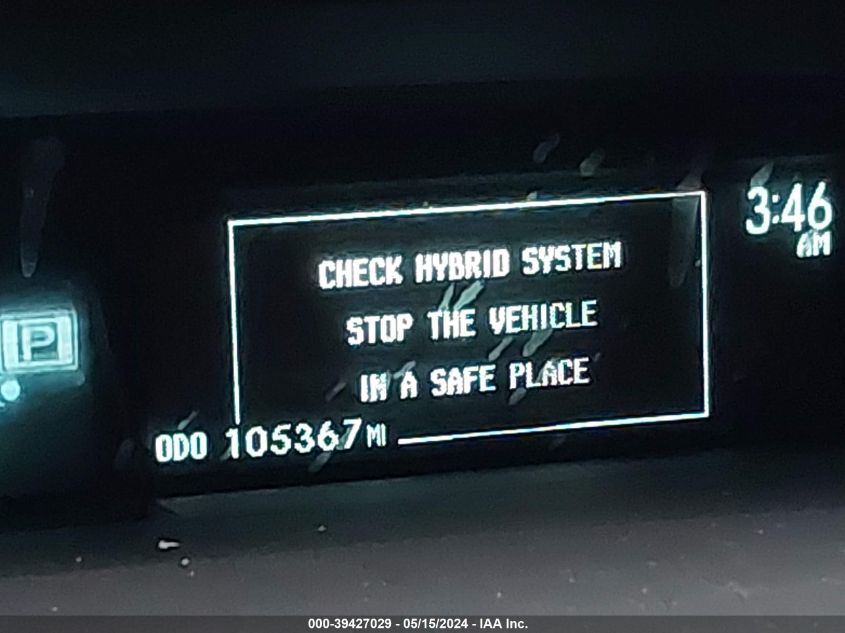 3:46
AM
CHECK HYBRID SYSTEM
STOP THE VEHICLE
IN A SAFE PLACE
P
ODO 105367 MI
000-39427029 - 05/15/2024 - IAA Inc.